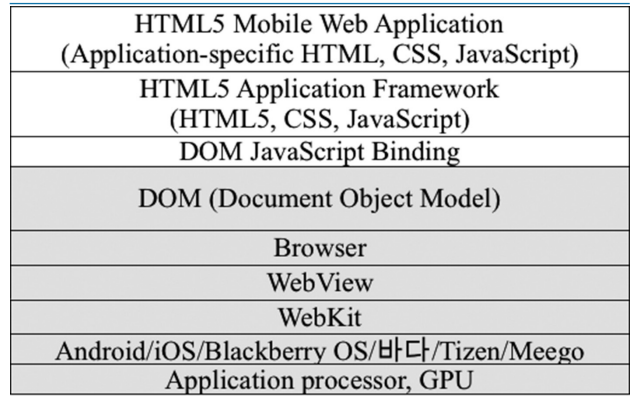 HTML5 Mobile Web Application
(Application-specific HTML, CSS, JavaScript)
HTML5 Application Framework
(HTML5, CSS, JavaScript)
DOM JavaScript Binding
DOM (Document Object Model)
Browser
WebView
WebKit
Android/iOS/Blackberry OS/바다/Tizen/Meego
Application processor, GPU